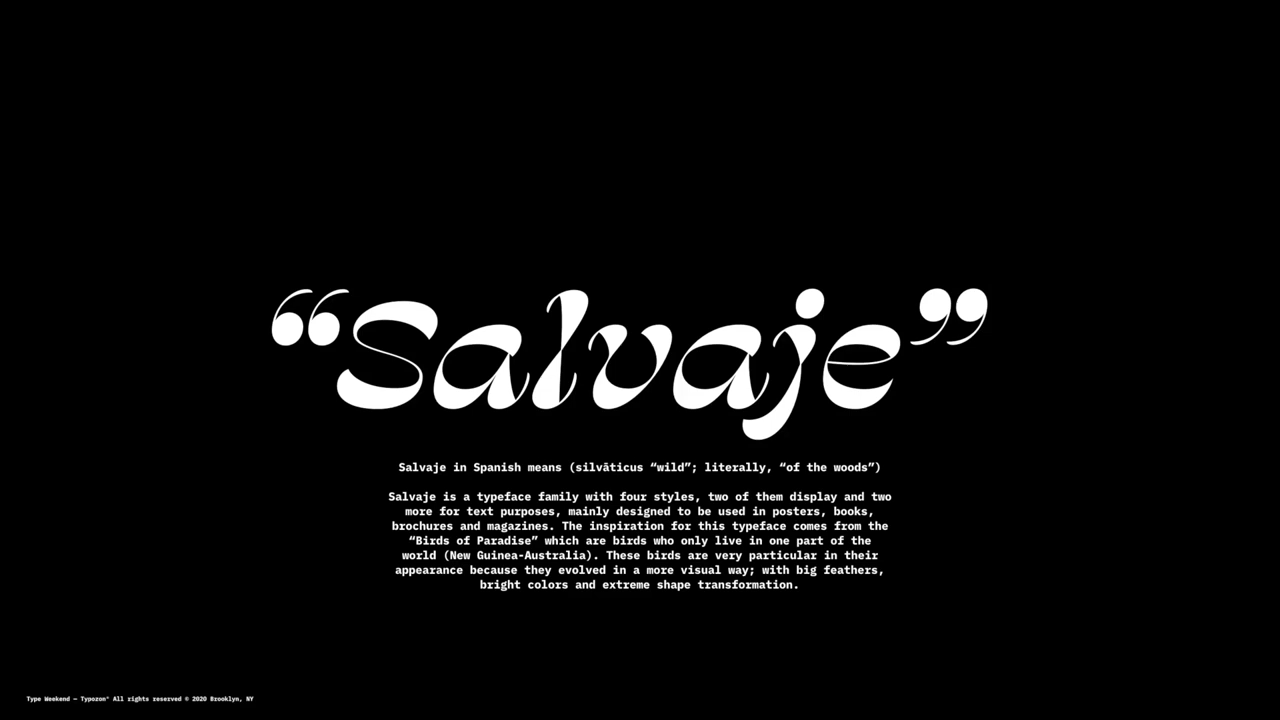 “Salvaje”
Salvaje in Spanish means (silvāticus “wild”; literally, “of the woods”)
Salvaje is a typeface family with four styles, two of them display and two
more for text purposes, mainly designed to be used in posters, books,
brochures and magazines. The inspiration for this typeface comes from the
“Birds of Paradise” which are birds who only live in one part of the
world (New Guinea-Australia). These birds are very particular in their
appearance because they evolved in a more visual way; with big feathers,
bright colors and extreme shape transformation.
Type Weekend — Typozon® All rights reserved © 2020 Brooklyn, NY